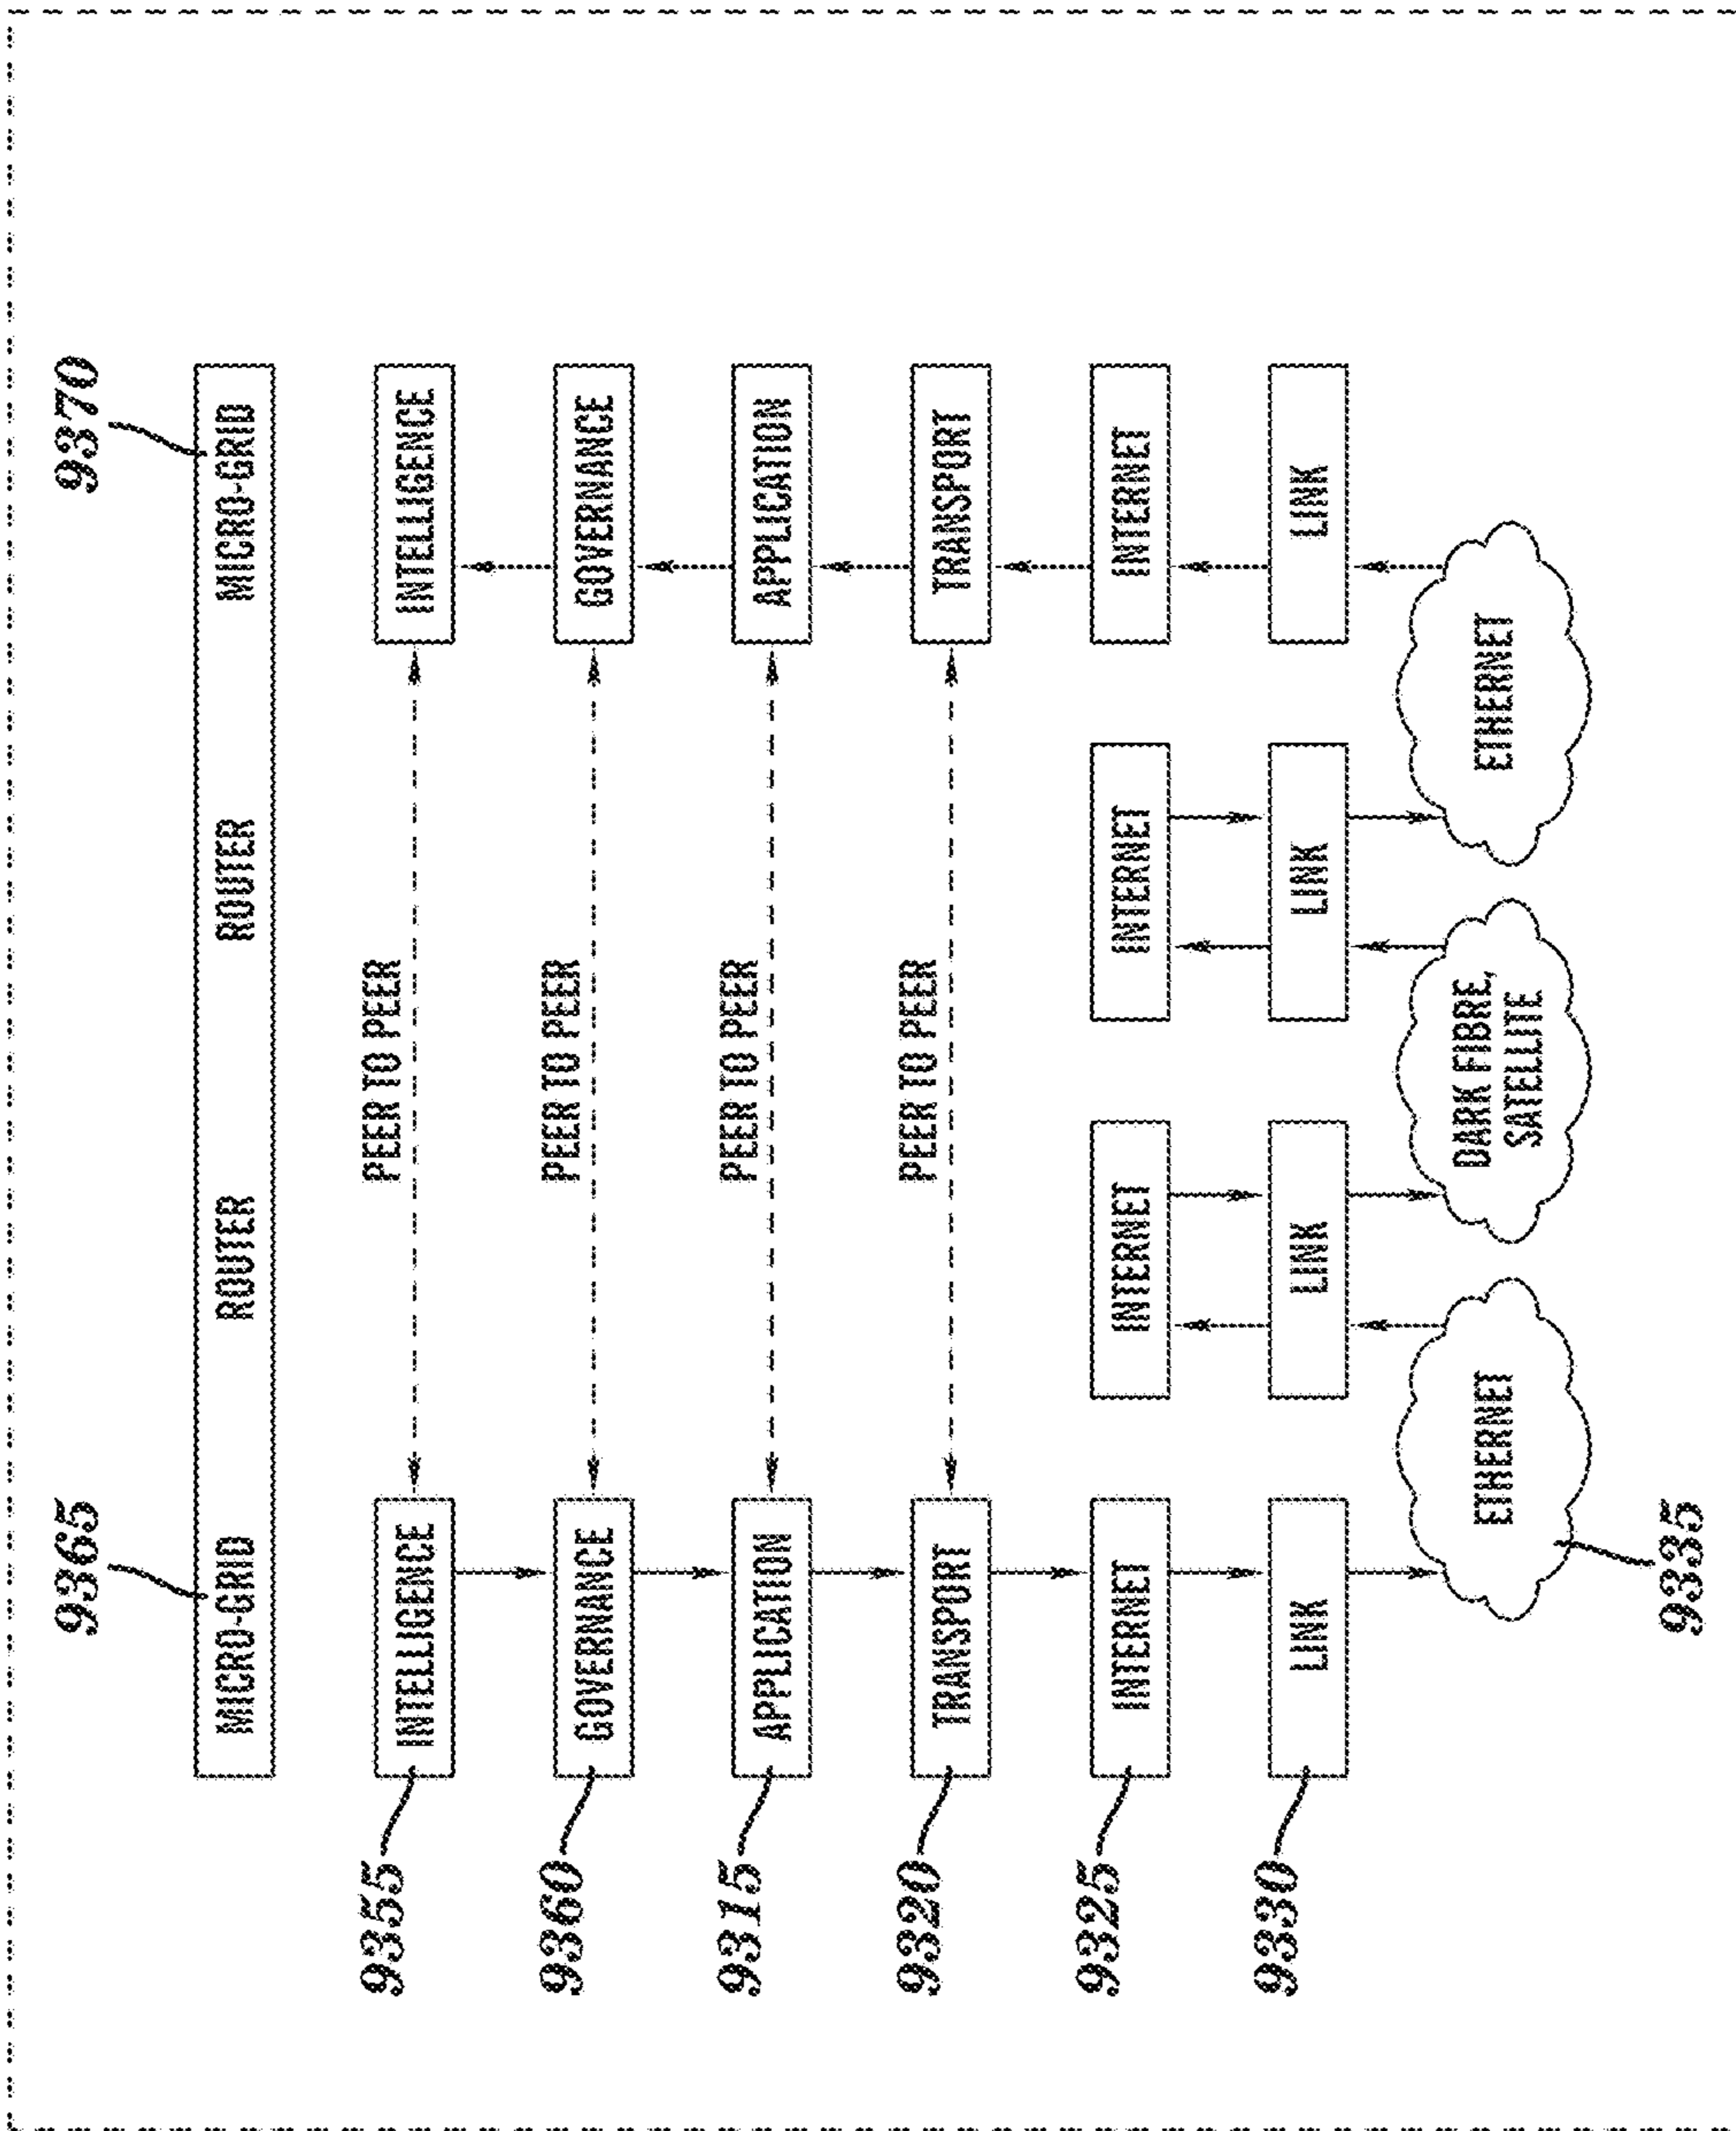 9365
9370
MICRO-GRID ROUTER ROUTER MICRO-GRID
PEER TO PEER
9355 INTELLIGENCE INTELLIGENCE
PEER TO PEER
9360 GOVERNANCE GOVERNANCE
PEER TO PEER
9315 APPLICATION APPLICATION
PEER TO PEER
9320 TRANSPORT TRANSPORT
9325 INTERNET INTERNET INTERNET INTERNET
9330 LINK LINK LINK LINK
ETHERNET
DARK FIBRE,
SATELLITE
ETHERNET
9335